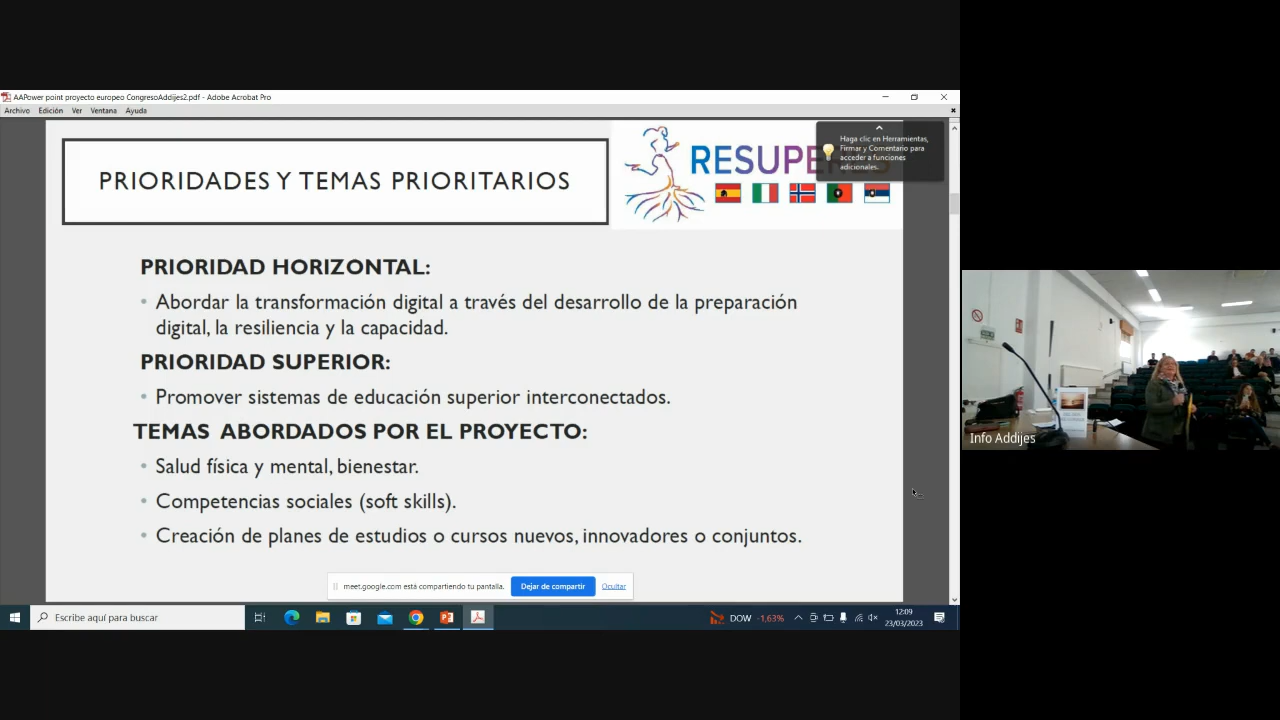 AAPower point proyecto europeo CongresoAddijes2.pdf - Adobe Acrobat Pro
Archivo Edición Ver Ventana Ayuda
PRIORIDADES Y TEMAS PRIORITARIOS
Haga clic en Herramientas,
Firmar y Comentario para
acceder a funciones
adicionales.
PRIORIDAD HORIZONTAL:
• Abordar la transformación digital a través del desarrollo de la preparación
digital, la resiliencia y la capacidad.
PRIORIDAD SUPERIOR:
• Promover sistemas de educación superior interconectados.
TEMAS ABORDADOS POR EL PROYECTO:
• Salud física y mental, bienestar.
• Competencias sociales (soft skills).
• Creación de planes de estudios o cursos nuevos, innovadores o conjuntos.
meet.google.com está compartiendo tu pantalla. Dejar de compartir Ocultar
Escribe aquí para buscar
DOW -1,63%
12:09
23/03/2023
Info Addijes